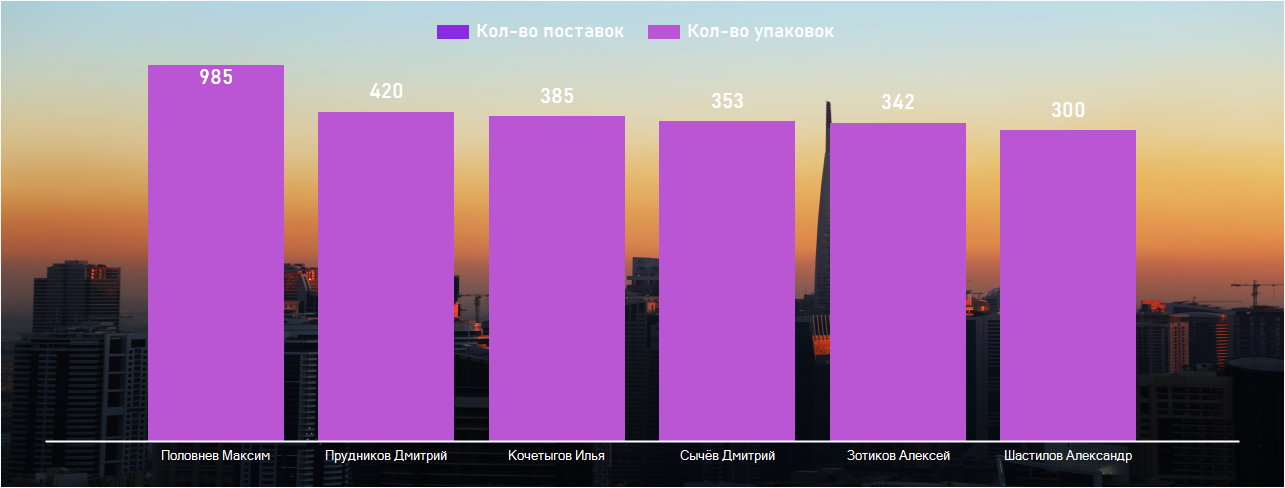 Кол-во поставок Кол-во упаковок
985 420 385 353 342 300
Половнев Максим Прудников Дмитрий Кочетыгов Илья Сычёв Дмитрий Зотиков Алексей Шастилов Александр